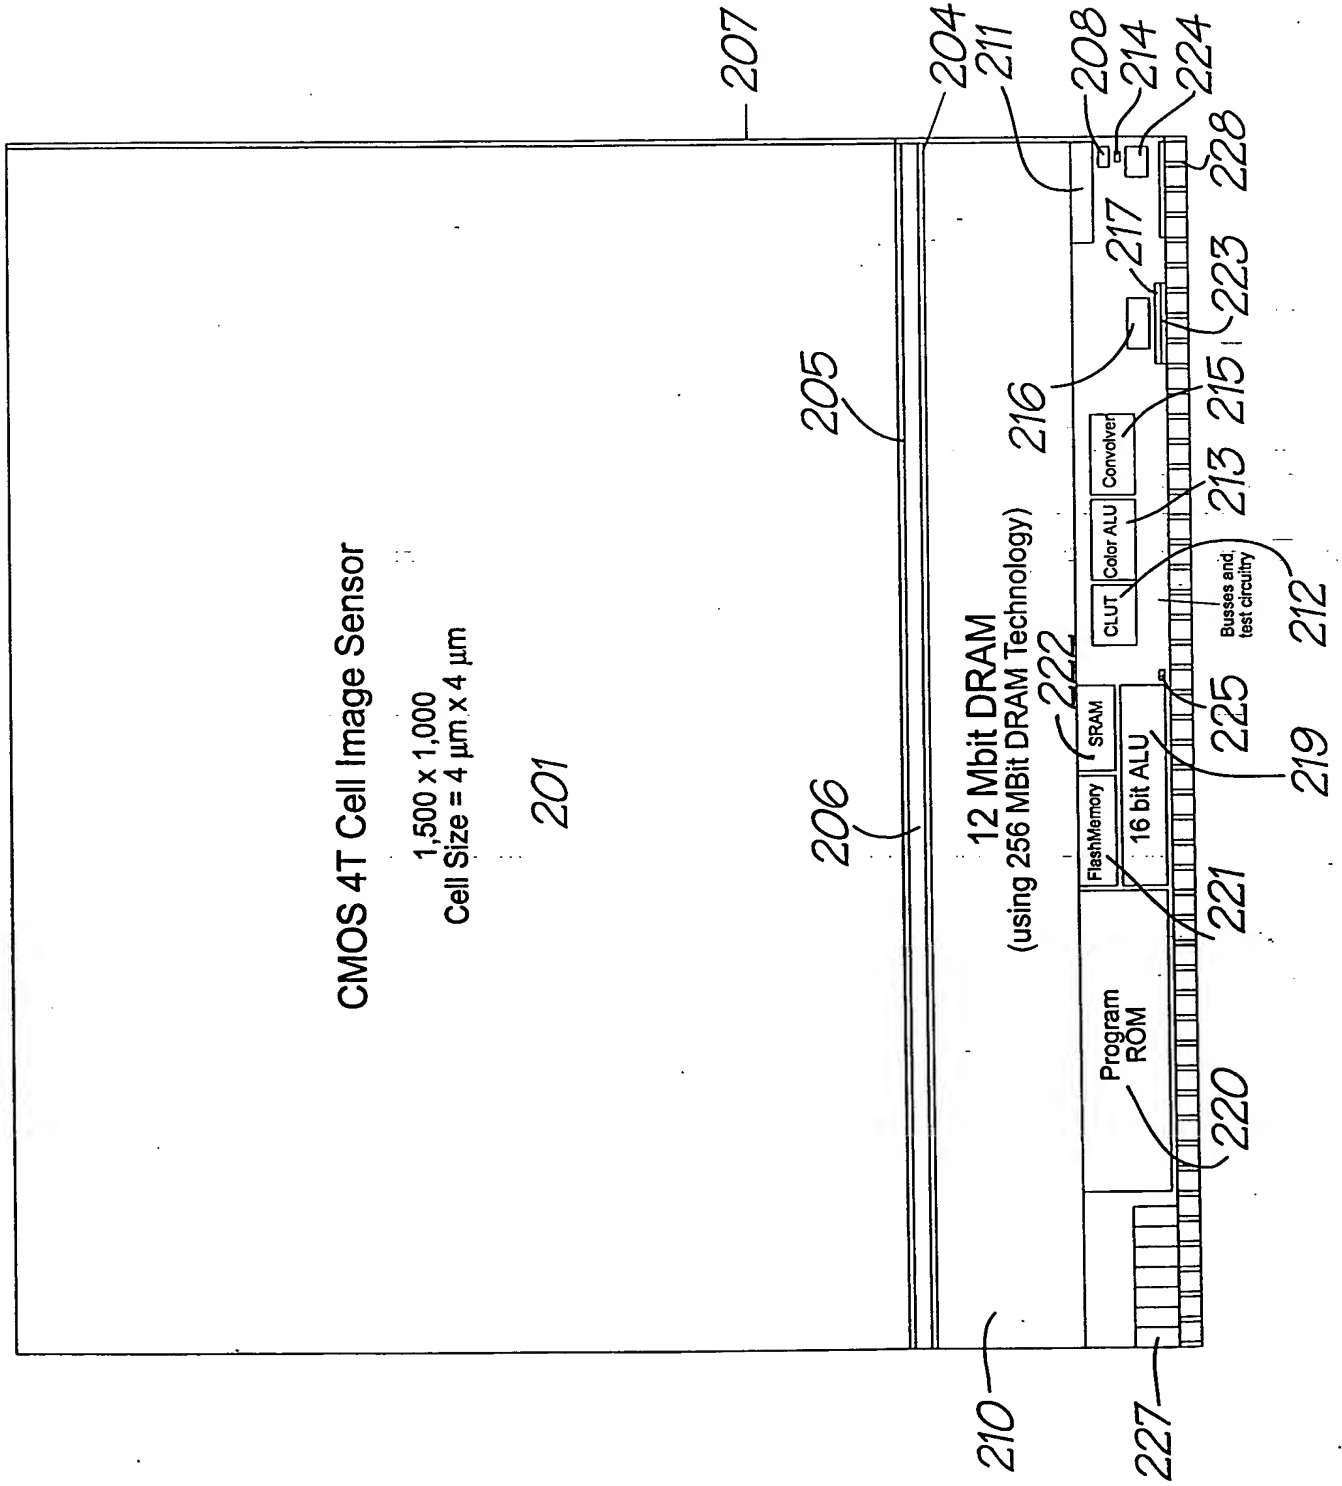 CMOS 4T Cell Image Sensor
1,500 x 1,000
Cell Size = 4 µm x 4 µm
201
207
205
206
204
211
12 Mbit DRAM
(using 256 MBit DRAM Technology)
210
208
214
224
228
217
223
216
215
213
212
222
225
219
221
220
227
Program
ROM
FlashMemory
SRAM
16 bit ALU
CLUT
Color ALU
Convolver
Busses and
test circuitry